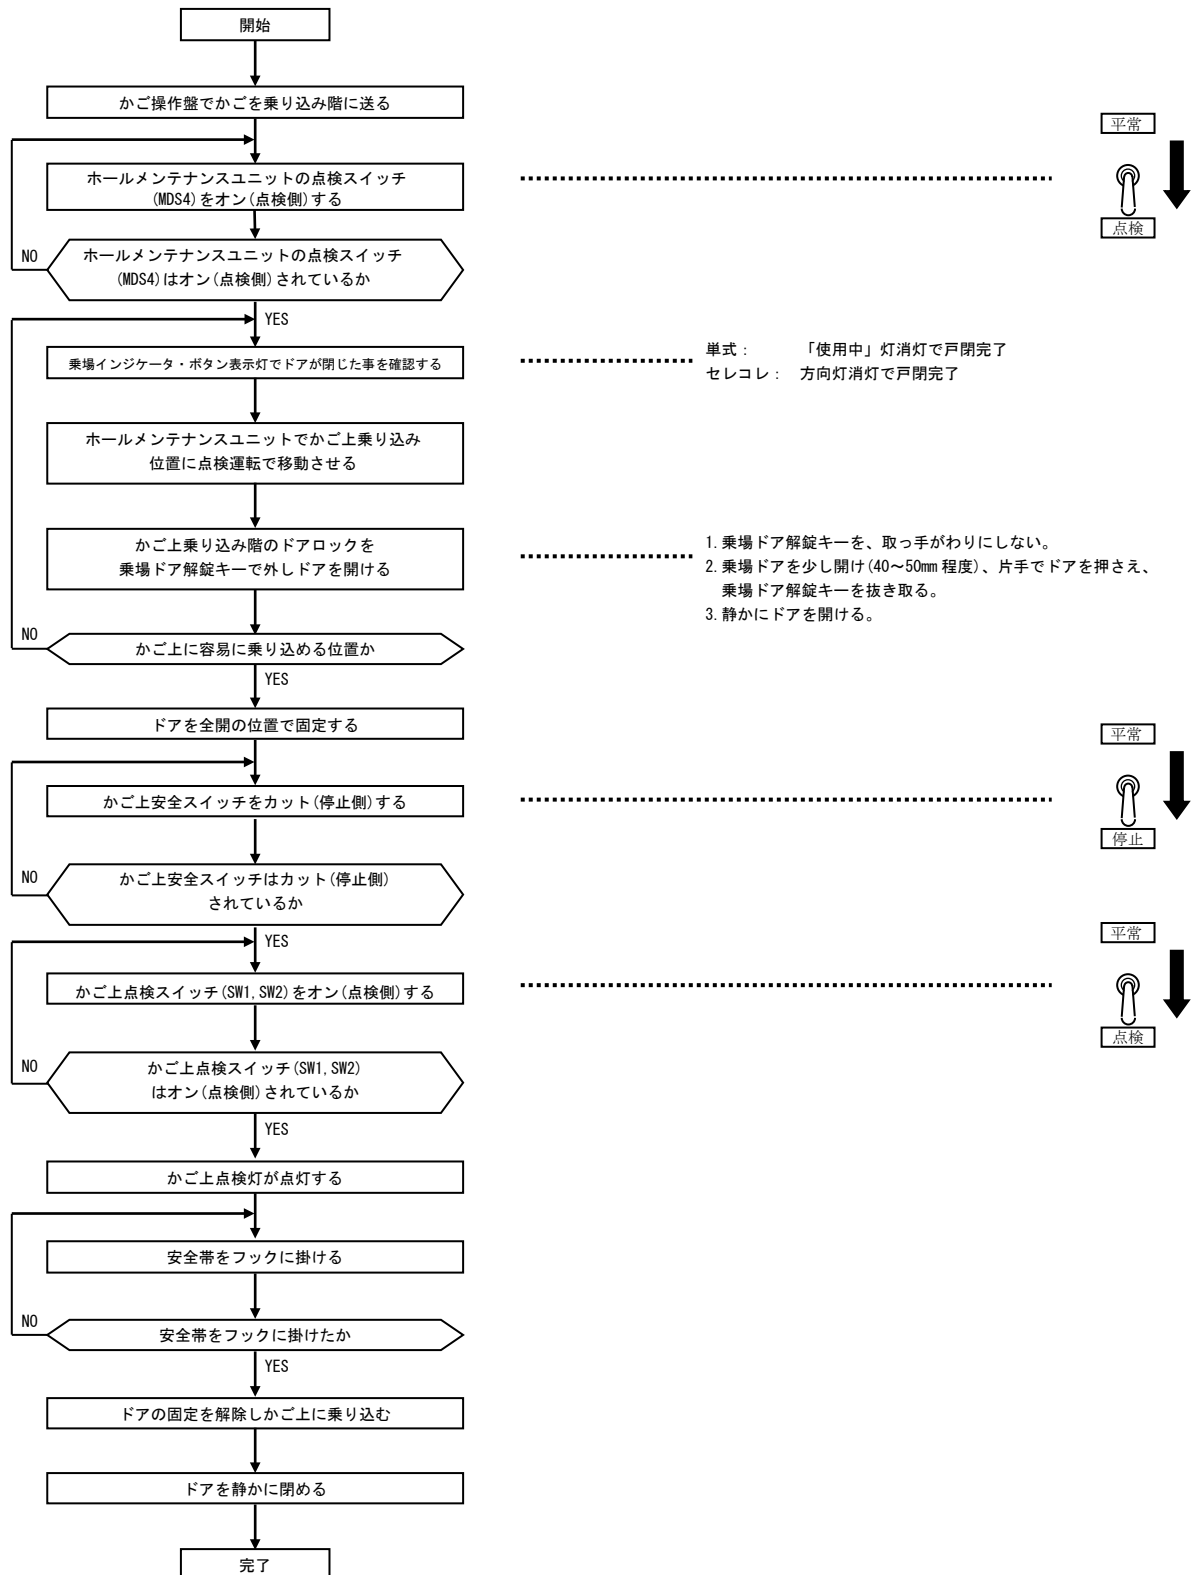 開始
かご操作盤でかごを乗り込み階に送る
ホールメンテナンスユニットの点検スイッチ
(MDS4)をオン(点検側)する
平常
点検
NO
ホールメンテナンスユニットの点検スイッチ
(MDS4)はオン(点検側)されているか
YES
乗場インジケータ・ボタン表示灯でドアが閉じた事を確認する
単式： 「使用中」灯消灯で戸閉完了
セレコレ： 方向灯消灯で戸閉完了
ホールメンテナンスユニットでかご上乗り込み
位置に点検運転で移動させる
かご上乗り込み階のドアロックを
乗場ドア解錠キーで外しドアを開ける
1.乗場ドア解錠キーを、取っ手がわりにしない。
2.乗場ドアを少し開け(40～50mm程度)、片手でドアを押さえ、
乗場ドア解錠キーを抜き取る。
3.静かにドアを開ける。
NO
かご上に容易に乗り込める位置か
YES
ドアを全開の位置で固定する
かご上安全スイッチをカット(停止側)する
平常
停止
NO
かご上安全スイッチはカット(停止側)
されているか
YES
かご上点検スイッチ(SW1,SW2)をオン(点検側)する
平常
点検
NO
かご上点検スイッチ(SW1,SW2)
はオン(点検側)されているか
YES
かご上点検灯が点灯する
安全帯をフックに掛ける
NO
安全帯をフックに掛けたか
YES
ドアの固定を解除しかご上に乗り込む
ドアを静かに閉める
完了